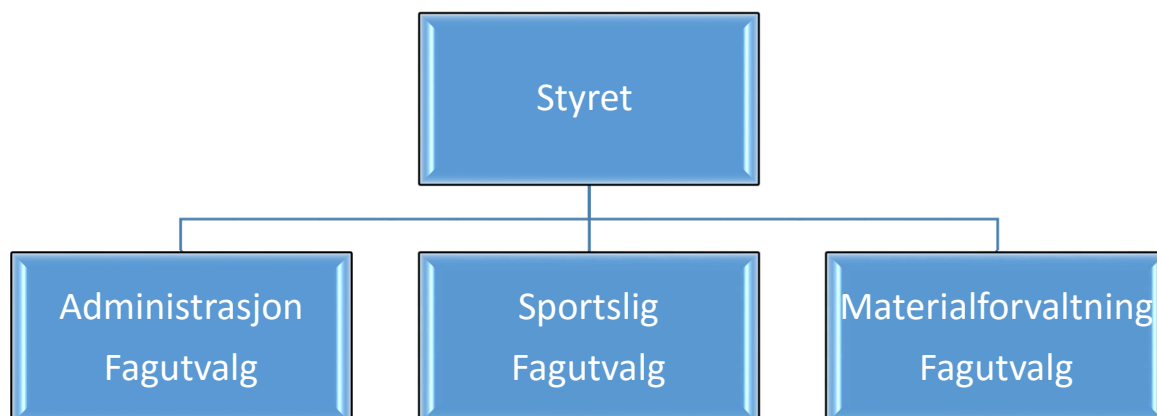 Styret
Administrasjon
Fagutvalg
Sportslig
Fagutvalg
Materialforvaltning
Fagutvalg